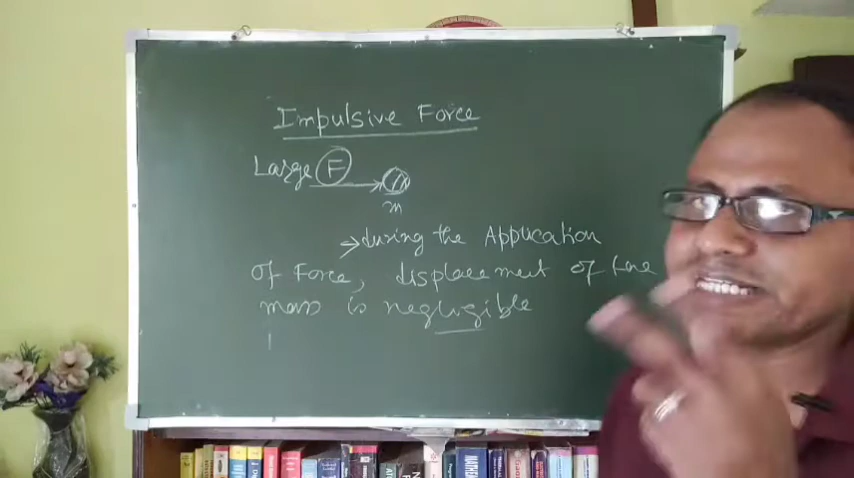 Impulsive Force
Large F
m
→ during the Application
of Force, displacement of the
mass is negligible